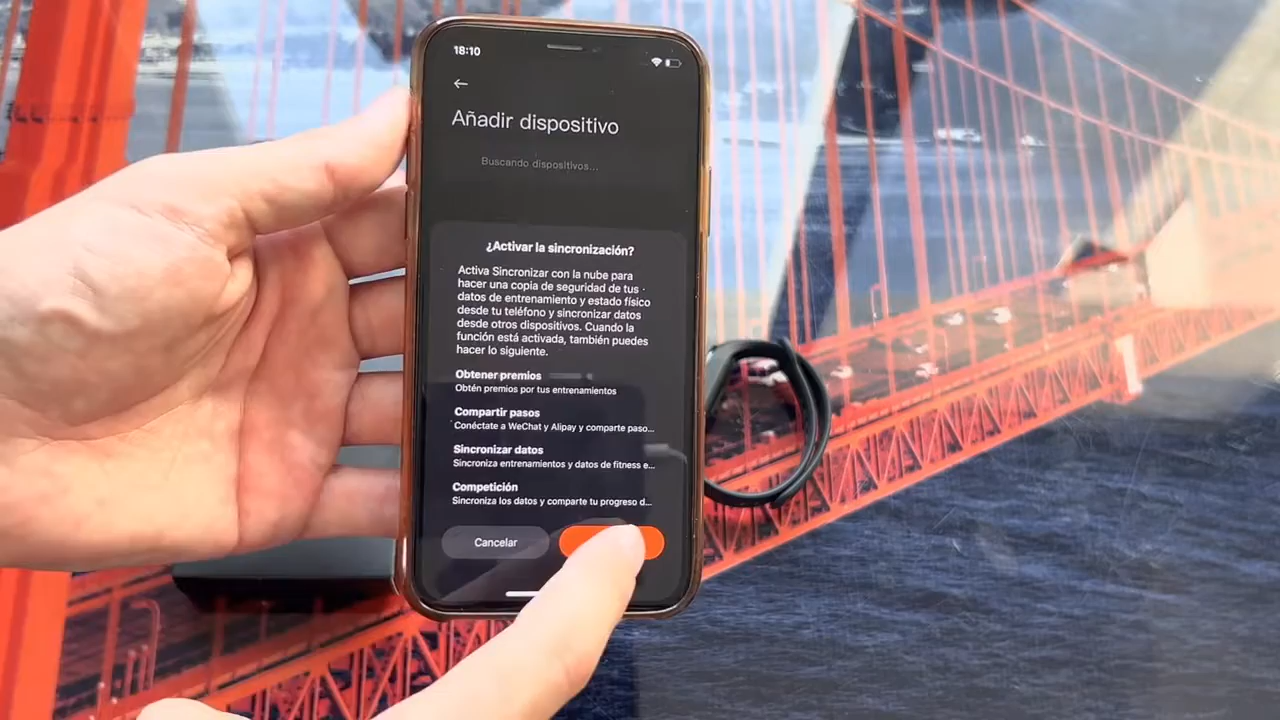 18:10
Añadir dispositivo
Buscando dispositivos...
¿Activar la sincronización?
Activa Sincronizar con la nube para
hacer una copia de seguridad de tus
datos de entrenamiento y estado físico
desde tu teléfono y sincronizar datos
desde otros dispositivos. Cuando la
función está activada, también puedes
hacer lo siguiente.
Obtener premios
Obtén premios por tus entrenamientos
Compartir pasos
Conéctate a WeChat y Alipay y comparte paso...
Sincronizar datos
Sincroniza entrenamientos y datos de fitness e...
Competición
Sincroniza los datos y comparte tu progreso d...
Cancelar